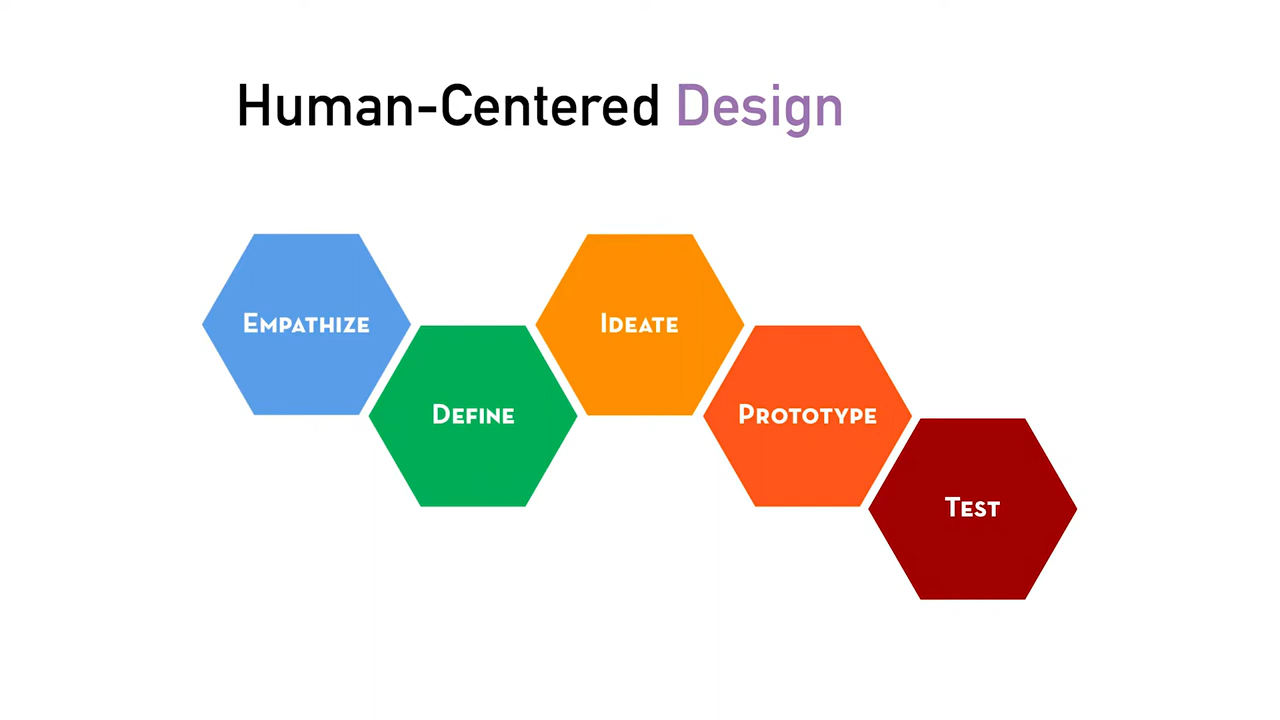 Human-Centered Design
Empathize
Define
Ideate
Prototype
Test